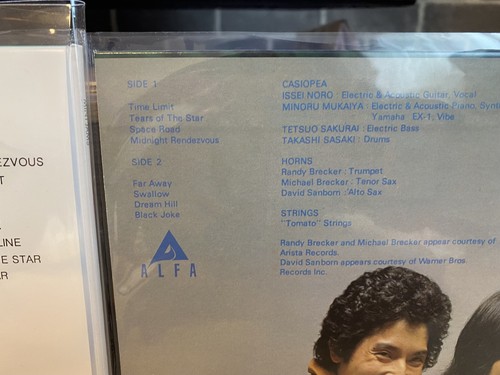 EZVOUS
LINE
E STAR
SIDE 1
Time Limit
Tears of The Star
Space Road
Midnight Rendezvous
SIDE 2
Far Away
Swallow
Dream Hill
Black Joke
ALFA
CASIOPEA
ISSEI NORO : Electric & Acoustic Guitar, Vocal
MINORU MUKAIYA : Electric & Acoustic Piano, Synt
Yamaha EX-1, Vibe
TETSUO SAKURAI : Electric Bass
TAKASHI SASAKI : Drums
HORNS
Randy Brecker : Trumpet
Michael Brecker : Tenor Sax
David Sanborn : Alto Sax
STRINGS
"Tomato" Strings
Randy Brecker and Michael Brecker appear courtesy of
Arista Records.
David Sanborn appears courtesy of Warner Bros.
Records Inc.